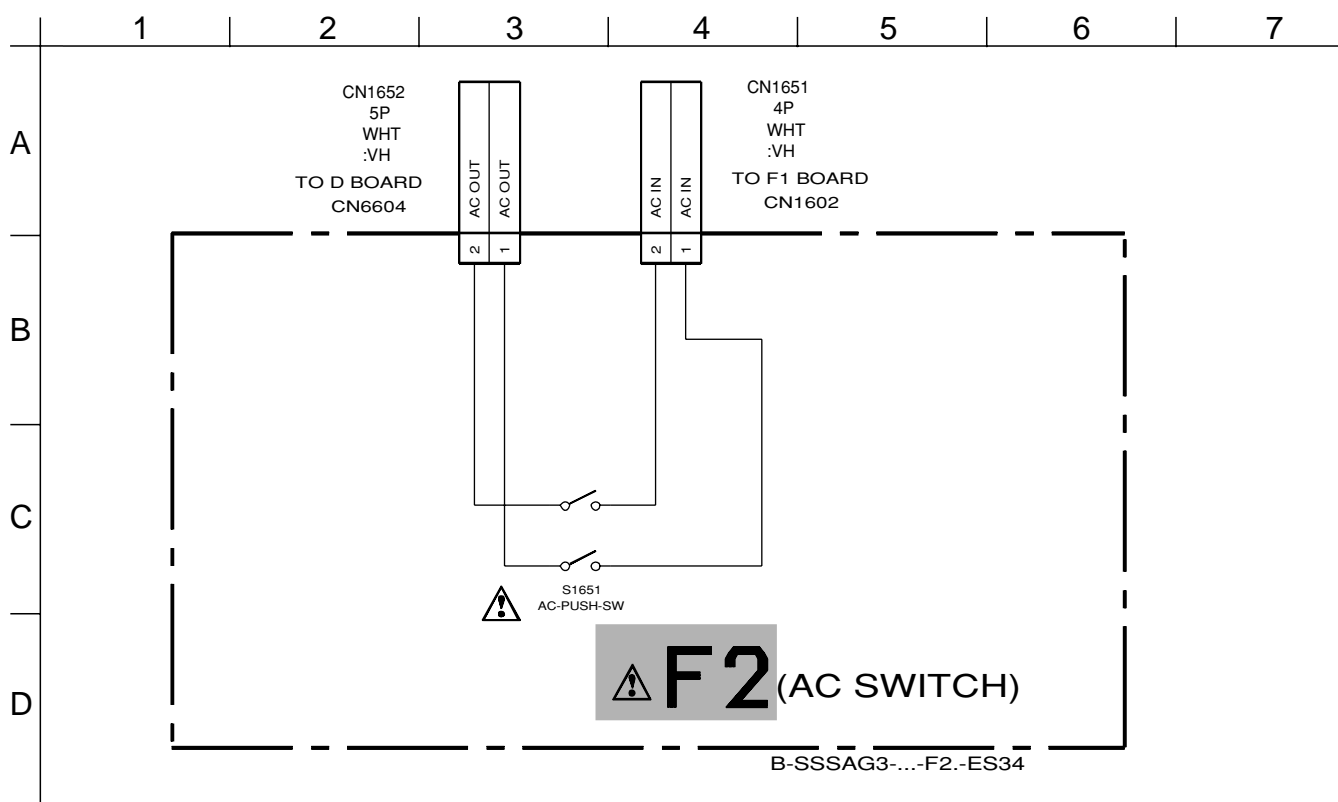 1 2 3 4 5 6 7
A
B
C
D
CN1652
5P
WHT
:VH
TO D BOARD
CN6604
AC OUT
AC OUT
2
1
AC IN
AC IN
2
1
CN1651
4P
WHT
:VH
TO F1 BOARD
CN1602
S1651
AC-PUSH-SW
F2 (AC SWITCH)
B-SSSAG3-...-F2.-ES34